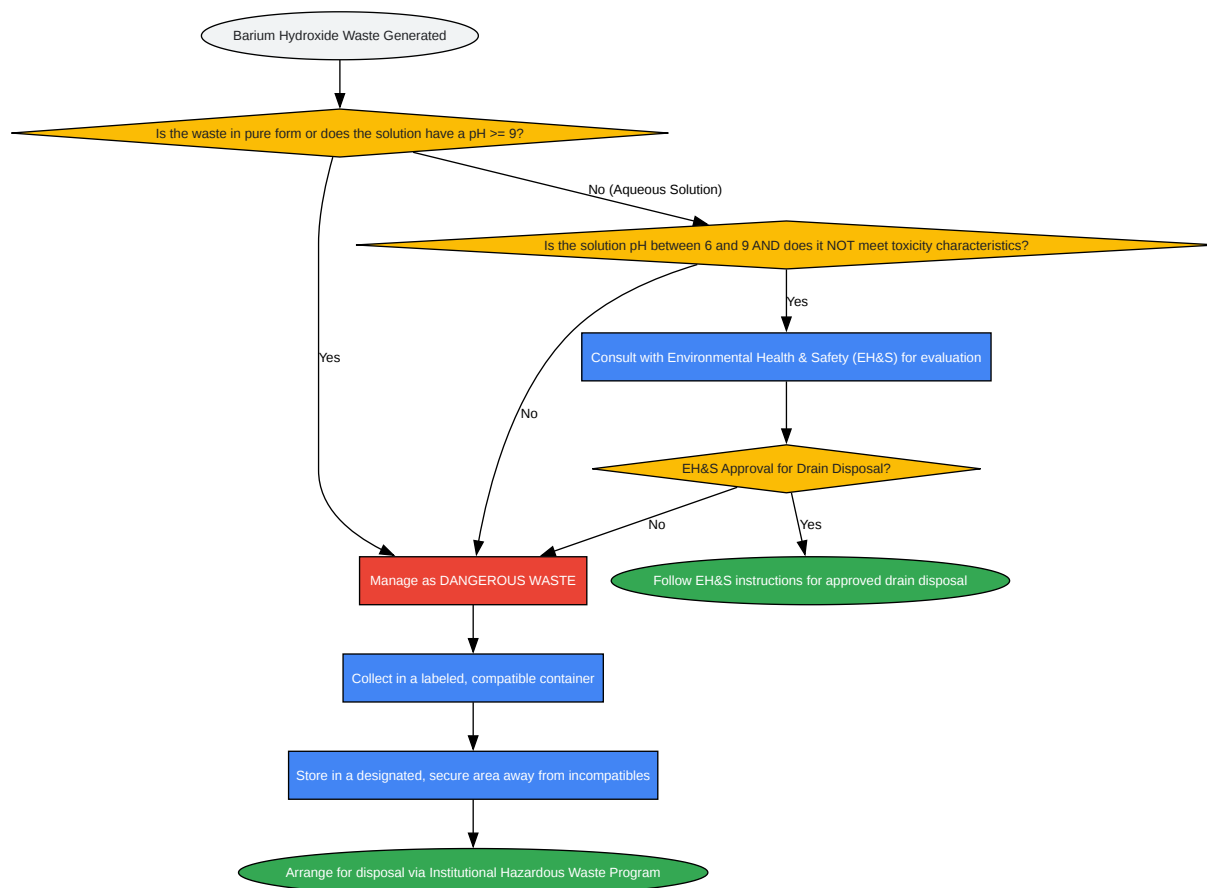 Barium Hydroxide Waste Generated
Is the waste in pure form or does the solution have a pH >= 9?
No (Aqueous Solution)
Is the solution pH between 6 and 9 AND does it NOT meet toxicity characteristics?
Yes
Consult with Environmental Health & Safety (EH&S) for evaluation
Yes
No
EH&S Approval for Drain Disposal?
No
Yes
Manage as DANGEROUS WASTE
Follow EH&S instructions for approved drain disposal
Collect in a labeled, compatible container
Store in a designated, secure area away from incompatibles
Arrange for disposal via Institutional Hazardous Waste Program